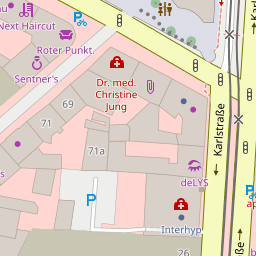 Next Haircut
Roter Punkt.
Sentner's
Dr. med.
Christine
Jung
69
71
71a
Karlstraße
deLYS
P
Interhyp
26